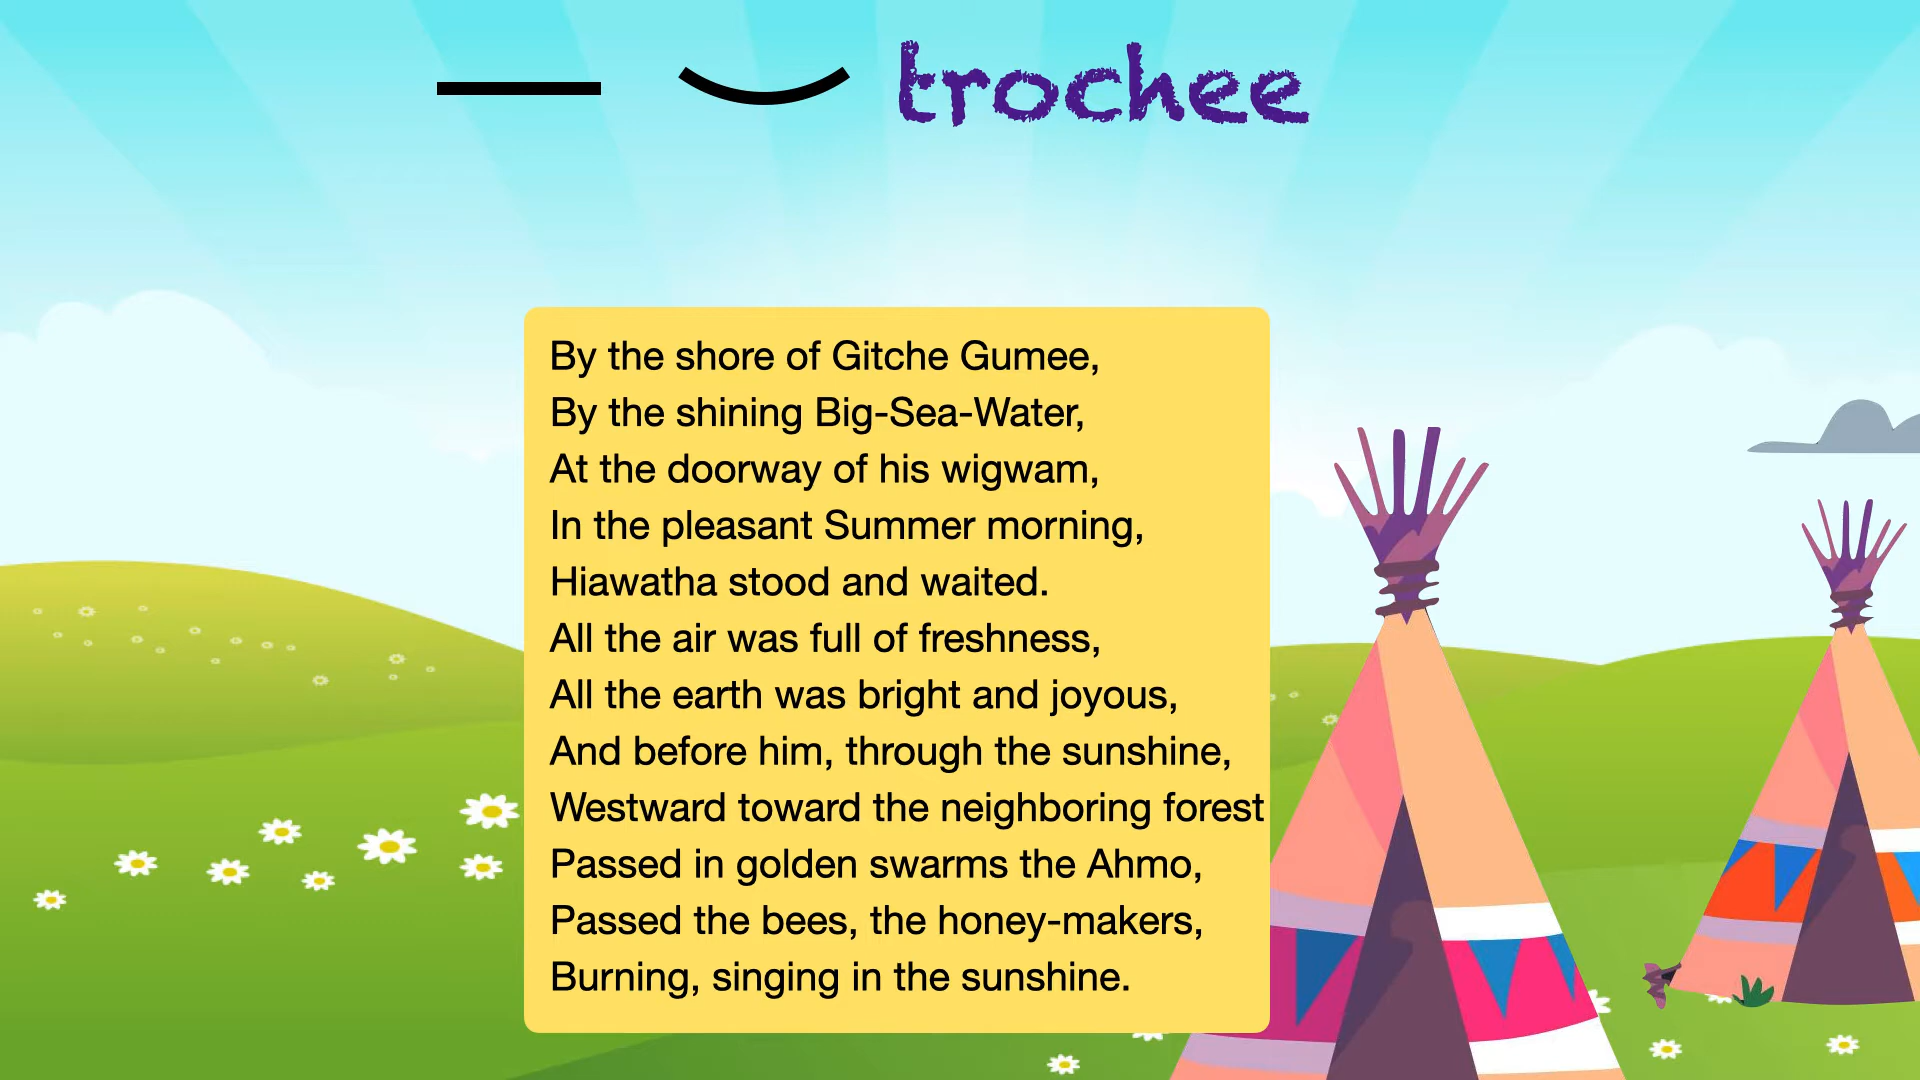 trochee
By the shore of Gitche Gumee,
By the shining Big-Sea-Water,
At the doorway of his wigwam,
In the pleasant Summer morning,
Hiawatha stood and waited.
All the air was full of freshness,
All the earth was bright and joyous,
And before him, through the sunshine,
Westward toward the neighboring forest
Passed in golden swarms the Ahmo,
Passed the bees, the honey-makers,
Burning, singing in the sunshine.